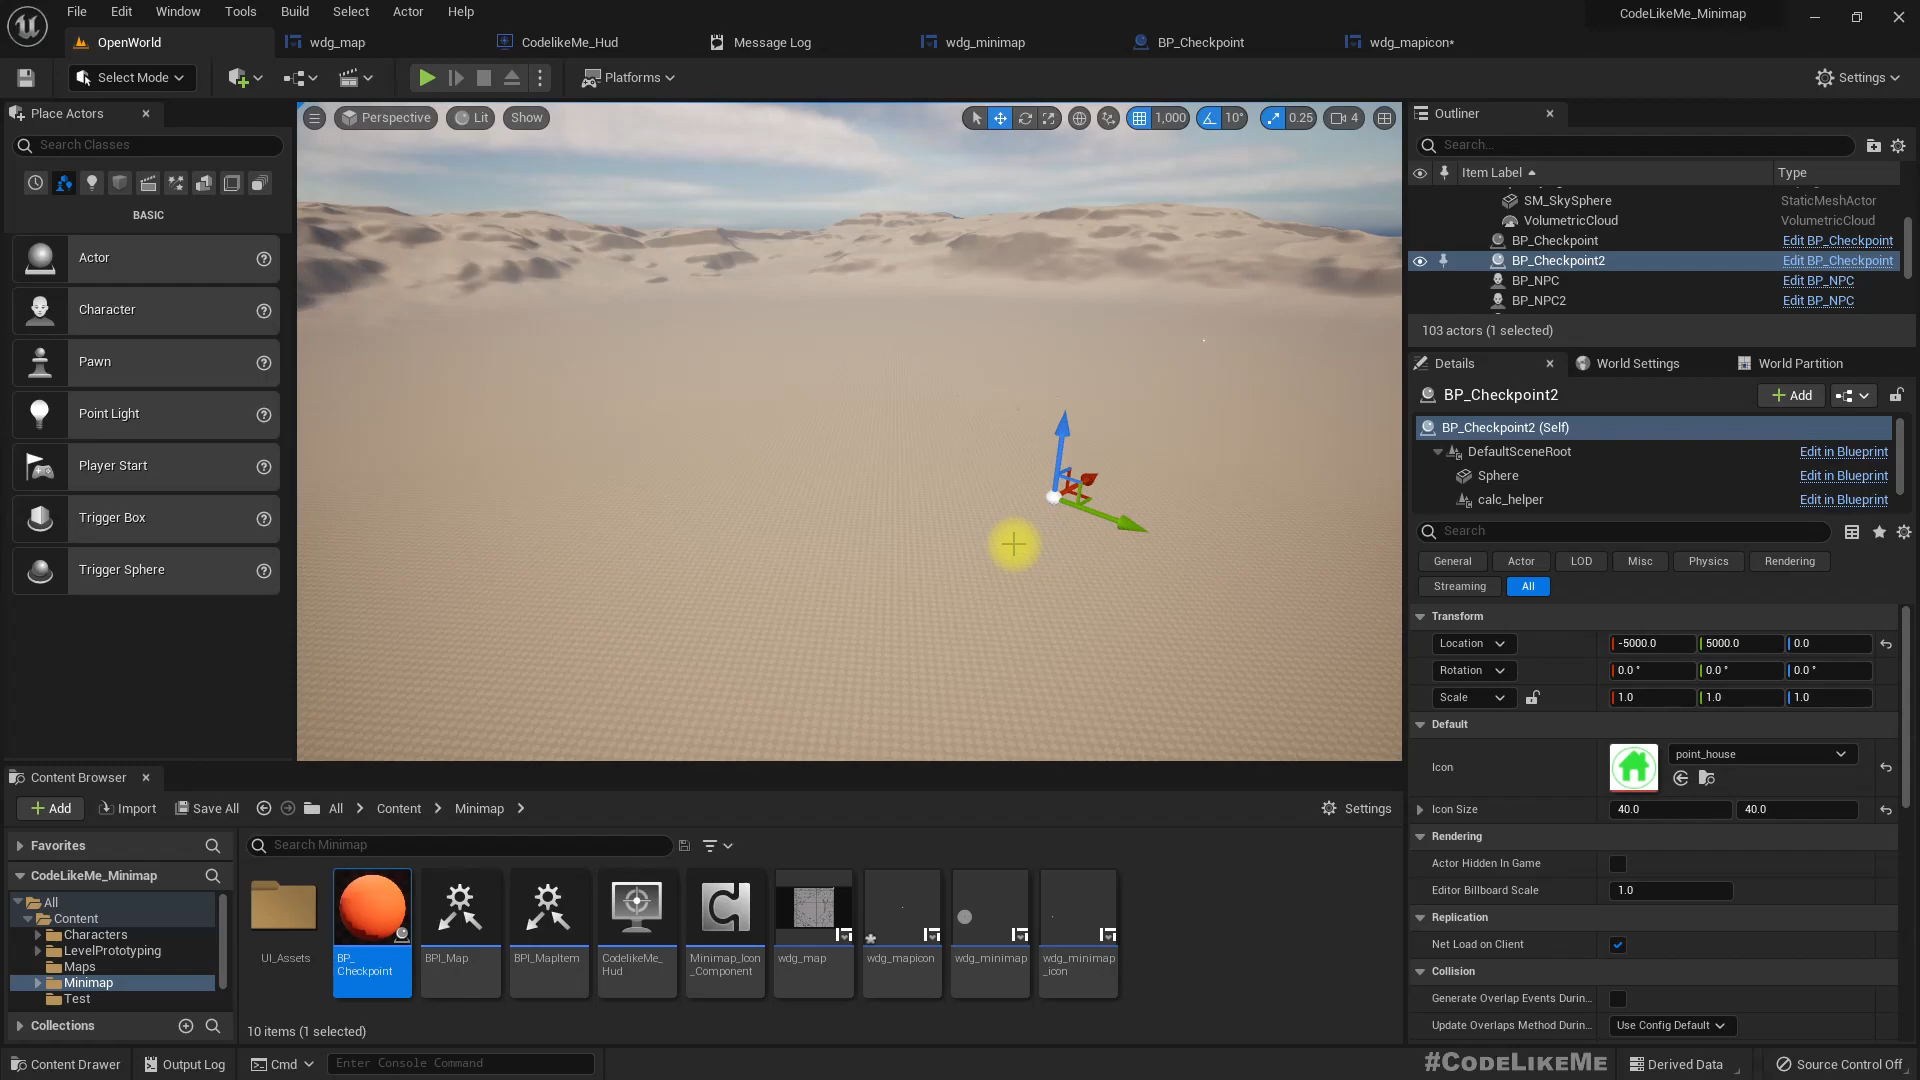 File Edit Window Tools Build Select Actor Help
CodeLikeMe_Minimap
OpenWorld
wdg_map
CodelikeMe_Hud
Message Log
wdg_minimap
BP_Checkpoint
wdg_mapicon*
Select Mode
Platforms
Settings
Place Actors
Search Classes
BASIC
Actor
Character
Pawn
Point Light
Player Start
Trigger Box
Trigger Sphere
Perspective
Lit
Show
1,000
10°
0.25
4
Outliner
Search...
Item Label
Type
SM_SkySphere StaticMeshActor
VolumetricCloud VolumetricCloud
BP_Checkpoint Edit BP_Checkpoint
BP_Checkpoint2 Edit BP_Checkpoint
BP_NPC Edit BP_NPC
BP_NPC2 Edit BP_NPC
103 actors (1 selected)
Details
World Settings
World Partition
BP_Checkpoint2
Add
BP_Checkpoint2 (Self)
DefaultSceneRoot Edit in Blueprint
Sphere Edit in Blueprint
calc_helper Edit in Blueprint
Search
General Actor LOD Misc Physics Rendering
Streaming All
Transform
Location -5000.0 5000.0 0.0
Rotation 0.0 ° 0.0 ° 0.0 °
Scale 1.0 1.0 1.0
Default
Icon
point_house
Icon Size 40.0 40.0
Rendering
Actor Hidden In Game
Editor Billboard Scale 1.0
Replication
Net Load on Client
Collision
Generate Overlap Events Durin...
Update Overlaps Method Durin... Use Config Default
Content Browser
Add
Import
Save All
All
Content
Minimap
Settings
Favorites
Search Minimap
CodeLikeMe_Minimap
All
Content
Characters
LevelPrototyping
Maps
Minimap
Test
Collections
UI_Assets
BP_
Checkpoint
BPI_Map
BPI_MapItem
CodelikeMe_
Hud
Minimap_Icon
_Component
wdg_map
wdg_mapicon
wdg_minimap
wdg_minimap
_icon
10 items (1 selected)
Content Drawer
Output Log
Cmd
Enter Console Command
#CodeLikeMe
Derived Data
Source Control Off